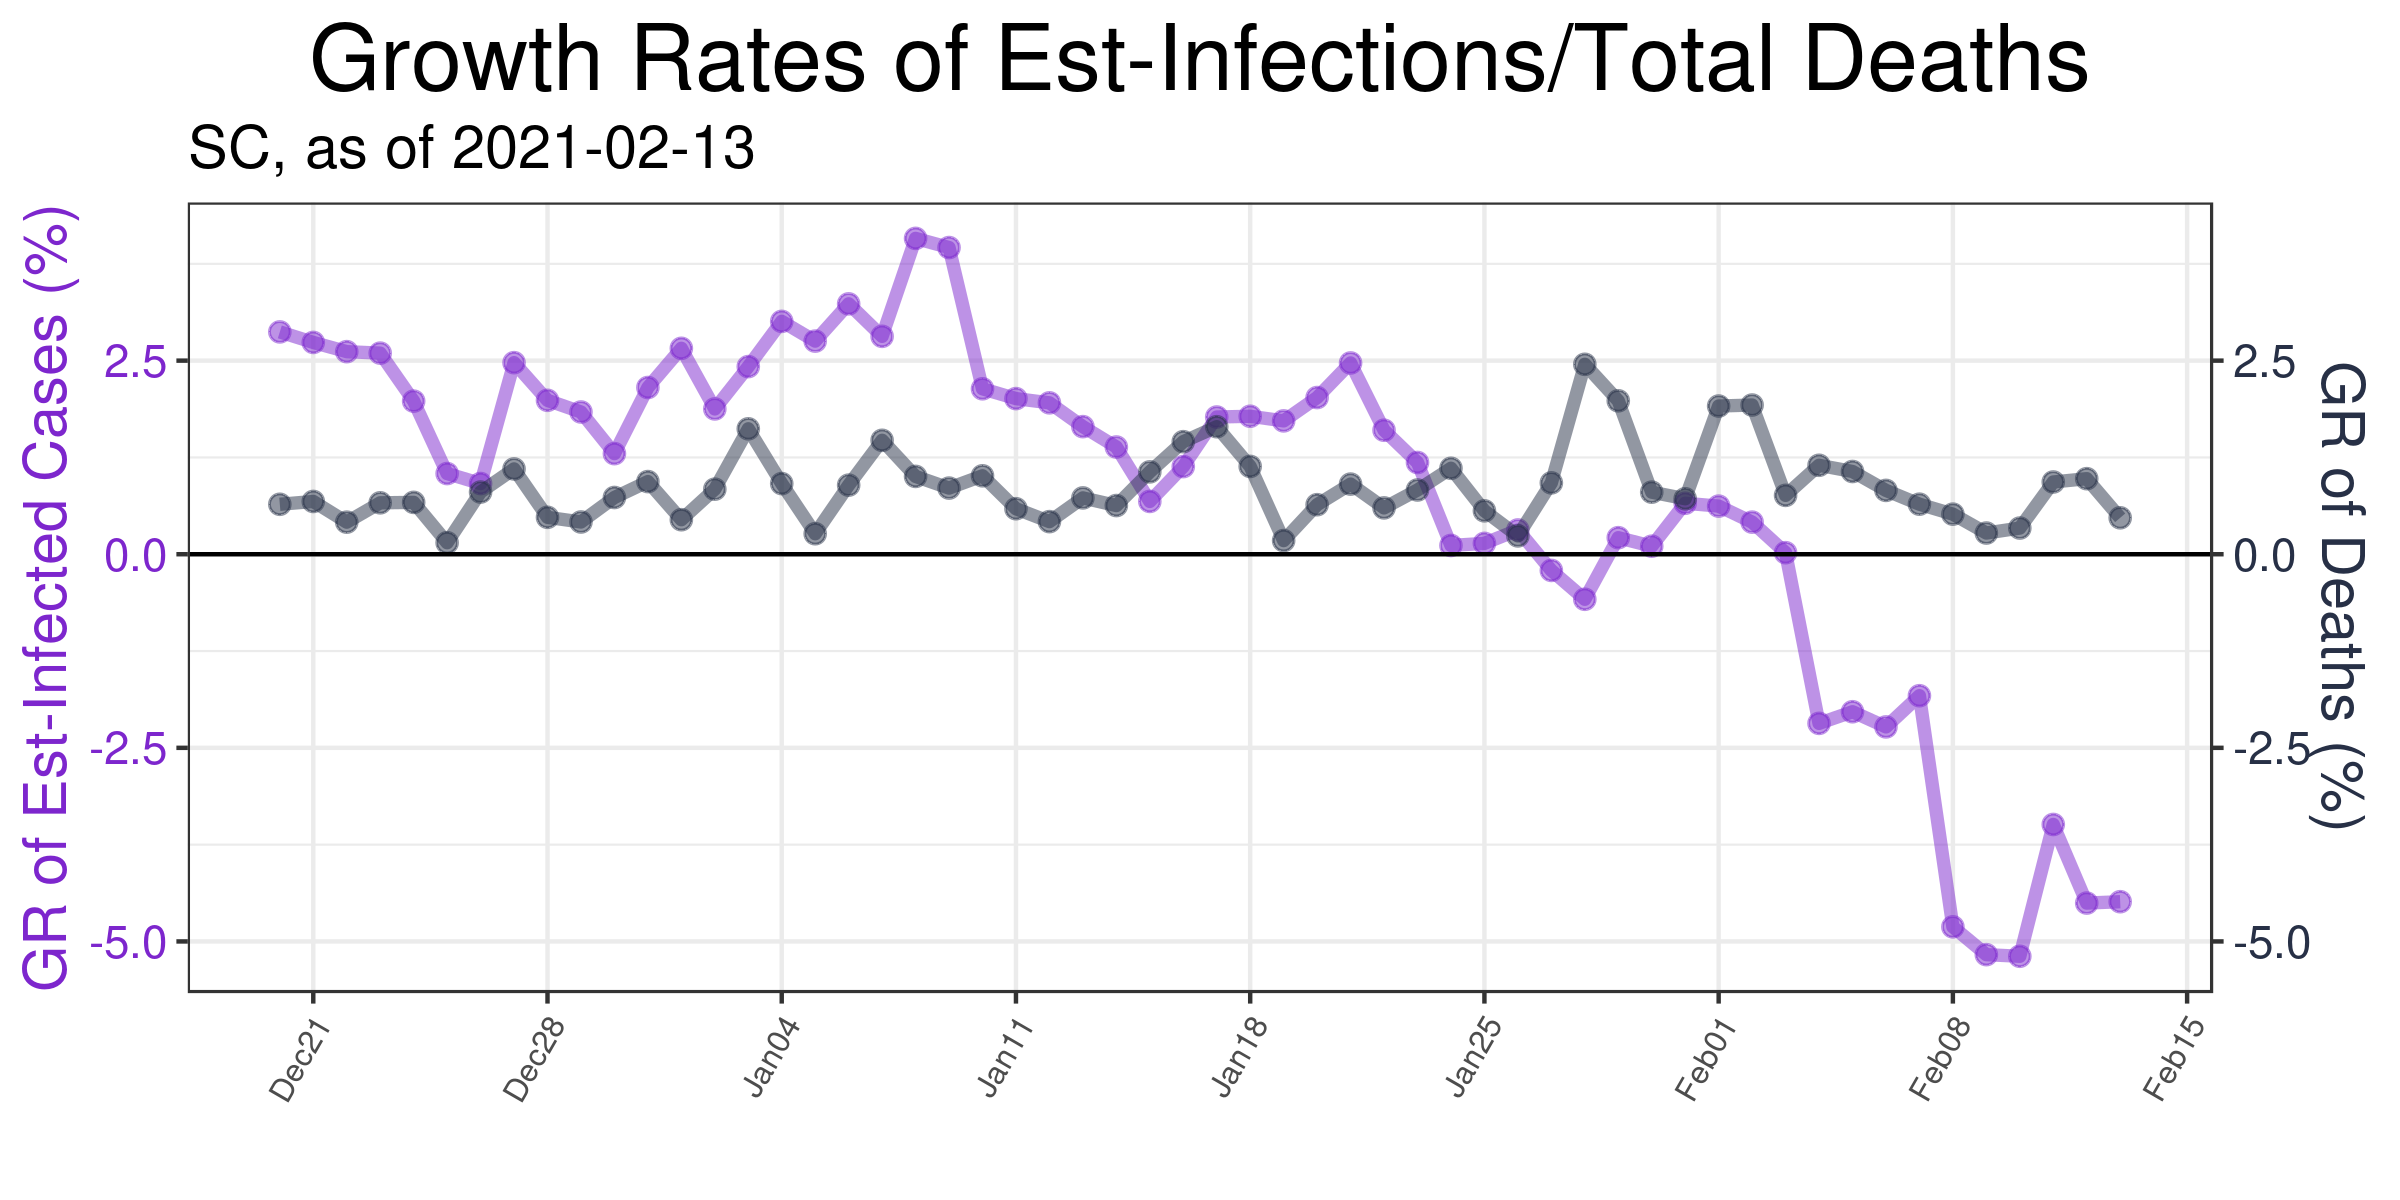 Growth Rates of Est-Infections/Total Deaths
SC, as of 2021-02-13
GR of Est-Infected Cases (%)
2.5
0.0
-2.5
-5.0
2.5
0.0
-2.5
-5.0
GR of Deaths (%)
Dec21
Dec28
Jan04
Jan11
Jan18
Jan25
Feb01
Feb08
Feb15